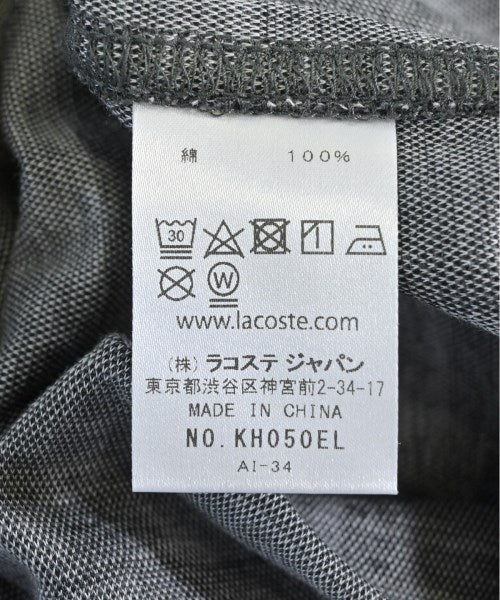 綿 100%
30
W
www.lacoste.com
(株) ラコステ ジャパン
東京都渋谷区神宮前2-34-17
MADE IN CHINA
NO. KH050EL
AI-34